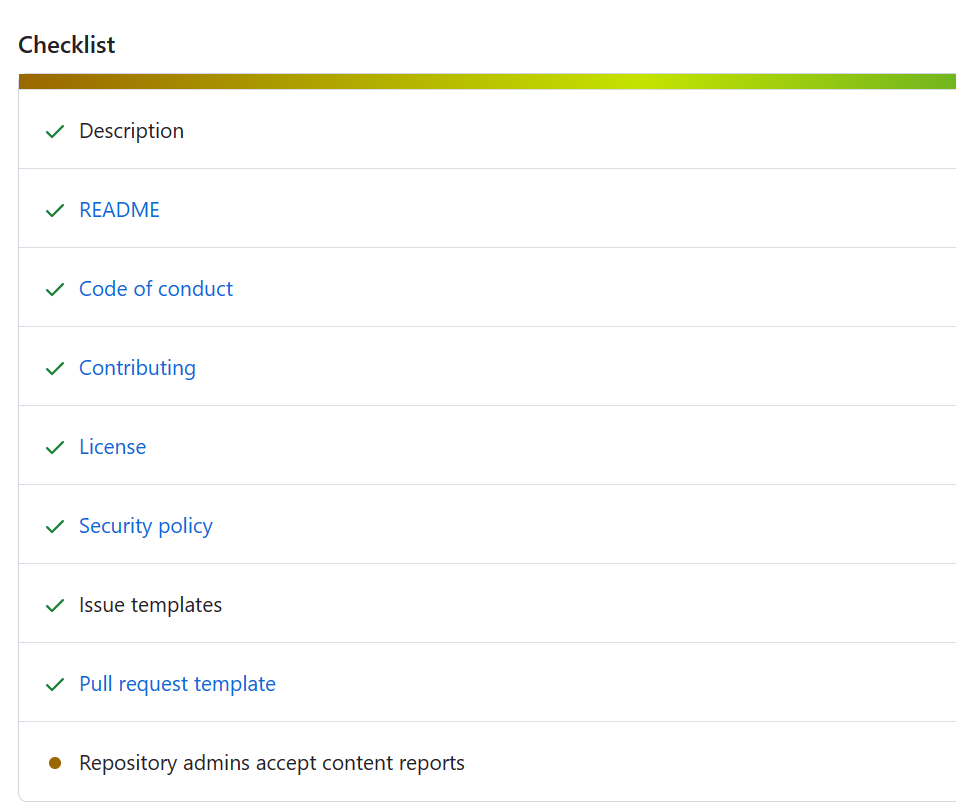 Checklist
Description
README
Code of conduct
Contributing
License
Security policy
Issue templates
Pull request template
Repository admins accept content reports